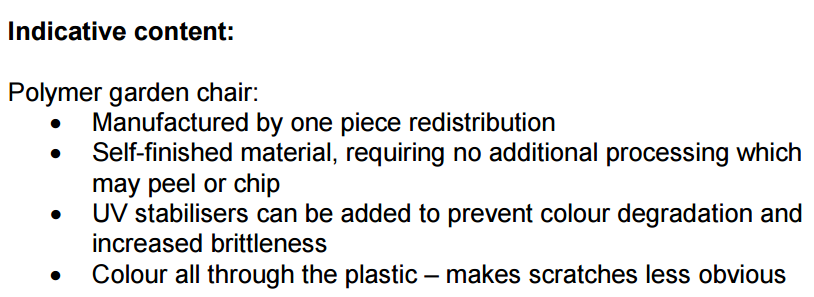 Indicative content:
Polymer garden chair:
• Manufactured by one piece redistribution
• Self-finished material, requiring no additional processing which
may peel or chip
• UV stabilisers can be added to prevent colour degradation and
increased brittleness
• Colour all through the plastic – makes scratches less obvious